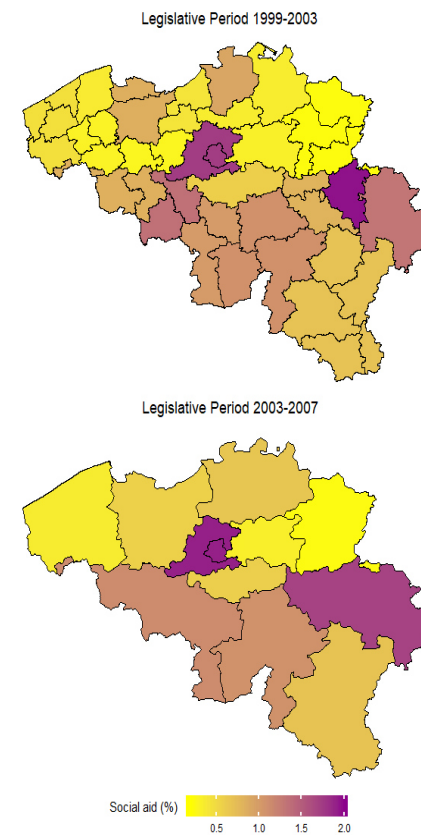 Legislative Period 1999-2003
Legislative Period 2003-2007
Social aid (%)
0.5 1.0 1.5 2.0